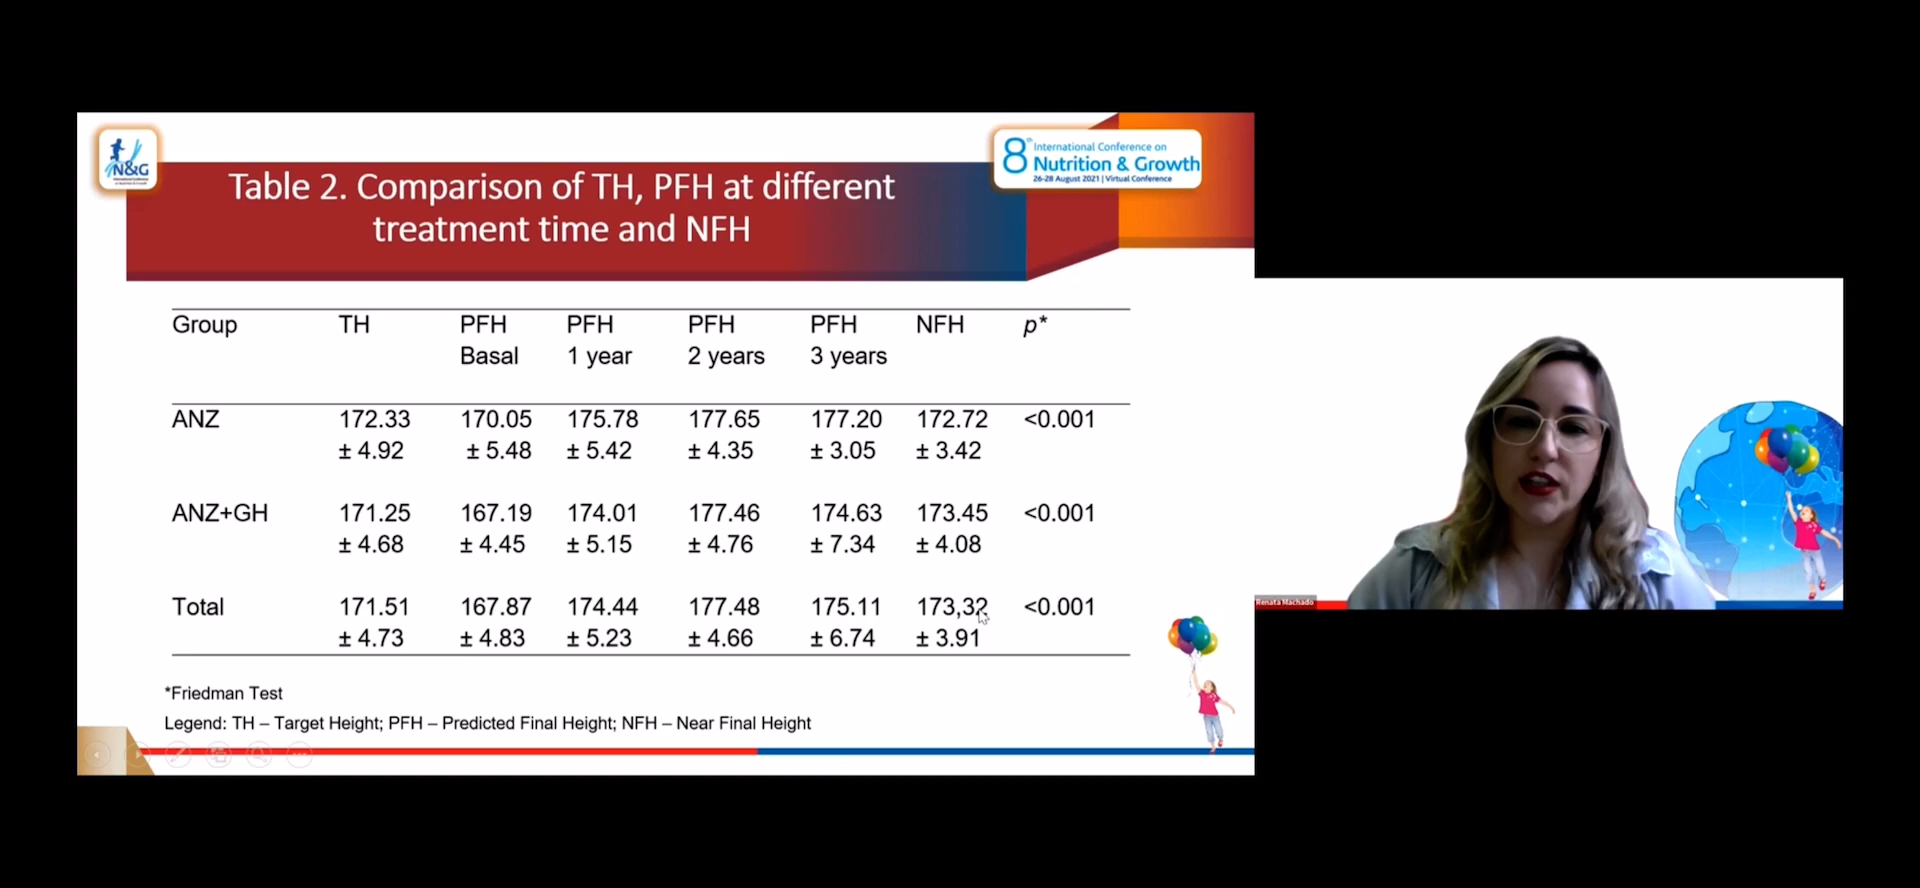 N&G
8th International Conference on
Nutrition & Growth
26-28 August 2021 | Virtual Conference
Table 2. Comparison of TH, PFH at different
treatment time and NFH
Group TH PFH PFH PFH PFH NFH p*
Basal 1 year 2 years 3 years
ANZ 172.33 170.05 175.78 177.65 177.20 172.72 <0.001
± 4.92 ± 5.48 ± 5.42 ± 4.35 ± 3.05 ± 3.42
ANZ+GH 171.25 167.19 174.01 177.46 174.63 173.45 <0.001
± 4.68 ± 4.45 ± 5.15 ± 4.76 ± 7.34 ± 4.08
Total 171.51 167.87 174.44 177.48 175.11 173,32 <0.001
± 4.73 ± 4.83 ± 5.23 ± 4.66 ± 6.74 ± 3.91
*Friedman Test
Legend: TH – Target Height; PFH – Predicted Final Height; NFH – Near Final Height
Renata Machado